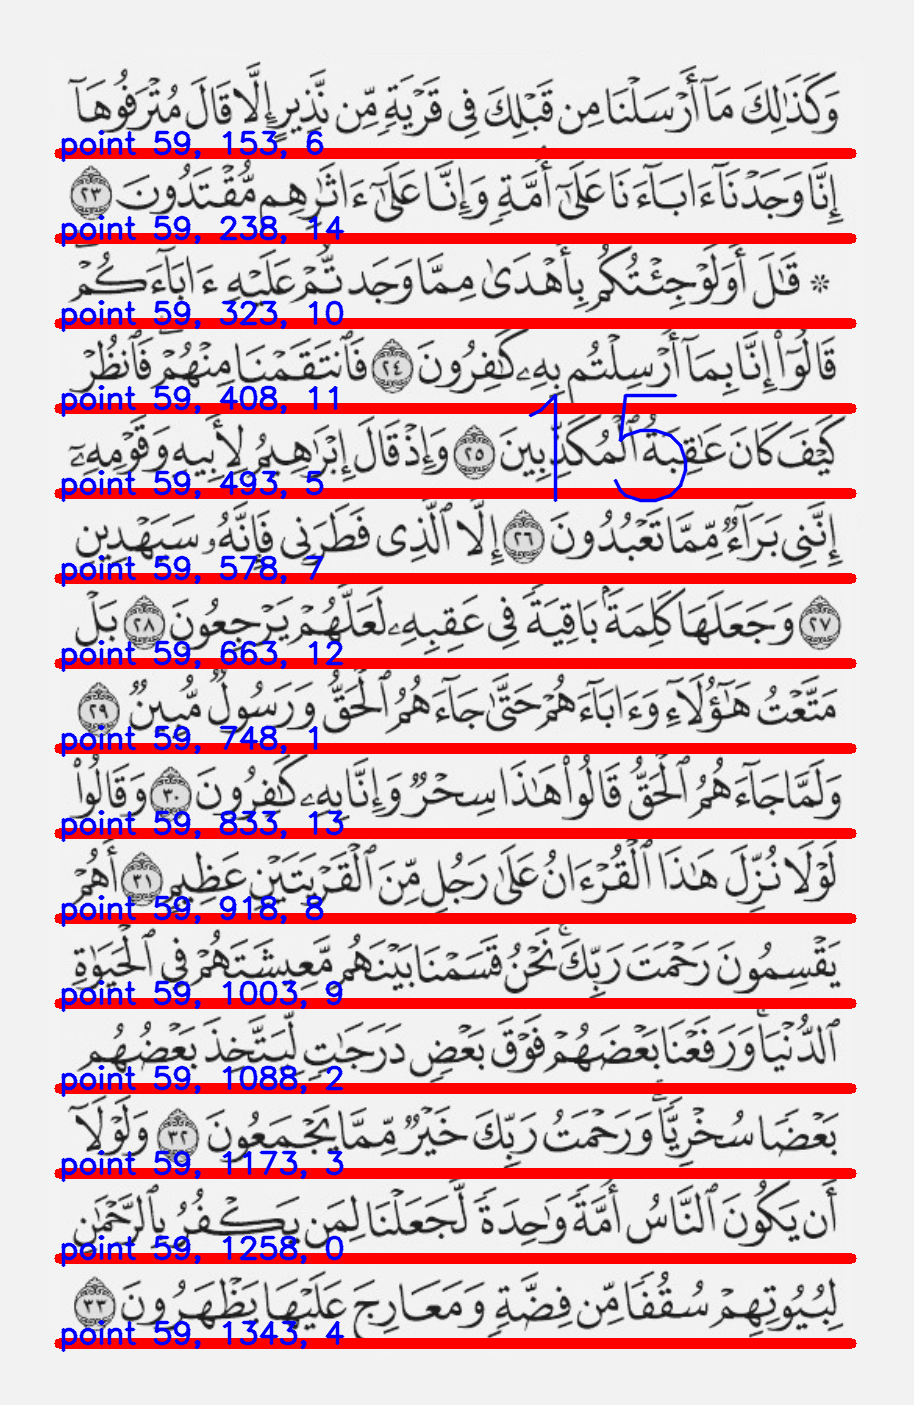 وَكَذَٰلِكَ مَآ أَرْسَلْنَا مِن قَبْلِكَ فِى قَرْيَةٍ مِّن نَّذِيرٍ إِلَّا قَالَ مُتْرَفُوهَآ
point 59, 153, 6
إِنَّا وَجَدْنَآ ءَابَآءَنَا عَلَىٰٓ أُمَّةٍ وَإِنَّا عَلَىٰٓ ءَاثَٰرِهِم مُّقْتَدُونَ ٢٣
point 59, 238, 14
۞ قَٰلَ أَوَلَوْ جِئْتُكُم بِأَهْدَىٰ مِمَّا وَجَدتُّمْ عَلَيْهِ ءَابَآءَكُمْ
point 59, 323, 10
قَالُوٓا۟ إِنَّا بِمَآ أُرْسِلْتُم بِهِۦ كَٰفِرُونَ ٢٤ فَٱنتَقَمْنَا مِنْهُمْ فَٱنظُرْ
point 59, 408, 11
15
كَيْفَ كَانَ عَٰقِبَةُ ٱلْمُكَذِّبِينَ ٢٥ وَإِذْ قَالَ إِبْرَٰهِيمُ لِأَبِيهِ وَقَوْمِهِۦٓ
point 59, 493, 5
إِنَّنِى بَرَآءٌ مِّمَّا تَعْبُدُونَ ٢٦ إِلَّا ٱلَّذِى فَطَرَنِى فَإِنَّهُۥ سَيَهْدِينِ
point 59, 578, 7
٢٧ وَجَعَلَهَا كَلِمَةًۢ بَاقِيَةً فِى عَقِبِهِۦ لَعَلَّهُمْ يَرْجِعُونَ ٢٨ بَلْ
point 59, 663, 12
مَتَّعْتُ هَٰٓؤُلَآءِ وَءَابَآءَهُمْ حَتَّىٰ جَآءَهُمُ ٱلْحَقُّ وَرَسُولٌ مُّبِينٌ ٢٩
point 59, 748, 1
وَلَمَّا جَآءَهُمُ ٱلْحَقُّ قَالُوا۟ هَٰذَا سِحْرٌ وَإِنَّا بِهِۦ كَٰفِرُونَ ٣٠ وَقَالُوا۟
point 59, 833, 13
لَوْلَا نُزِّلَ هَٰذَا ٱلْقُرْءَانُ عَلَىٰ رَجُلٍ مِّنَ ٱلْقَرْيَتَيْنِ عَظِيمٍ ٣١ أَهُمْ
point 59, 918, 8
يَقْسِمُونَ رَحْمَتَ رَبِّكَ ۚ نَحْنُ قَسَمْنَا بَيْنَهُم مَّعِيشَتَهُمْ فِى ٱلْحَيَوٰةِ
point 59, 1003, 9
ٱلدُّنْيَا ۚ وَرَفَعْنَا بَعْضَهُمْ فَوْقَ بَعْضٍ دَرَجَٰتٍ لِّيَتَّخِذَ بَعْضُهُم
point 59, 1088, 2
بَعْضًا سُخْرِيًّا ۗ وَرَحْمَتُ رَبِّكَ خَيْرٌ مِّمَّا يَجْمَعُونَ ٣٢ وَلَوْلَآ
point 59, 1173, 3
أَن يَكُونَ ٱلنَّاسُ أُمَّةً وَٰحِدَةً لَّجَعَلْنَا لِمَن يَكْفُرُ بِٱلرَّحْمَٰنِ
point 59, 1258, 0
لِبُيُوتِهِمْ سُقُفًا مِّن فِضَّةٍ وَمَعَارِجَ عَلَيْهَا يَظْهَرُونَ ٣٣
point 59, 1343, 4